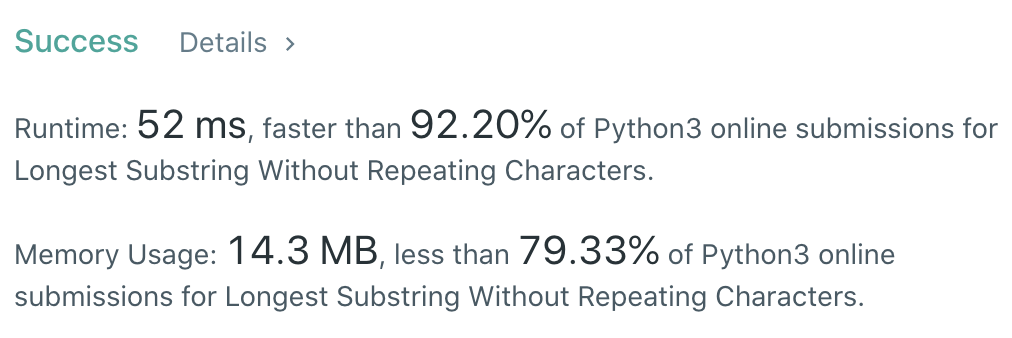 Success Details >
Runtime: 52 ms, faster than 92.20% of Python3 online submissions for
Longest Substring Without Repeating Characters.
Memory Usage: 14.3 MB, less than 79.33% of Python3 online
submissions for Longest Substring Without Repeating Characters.